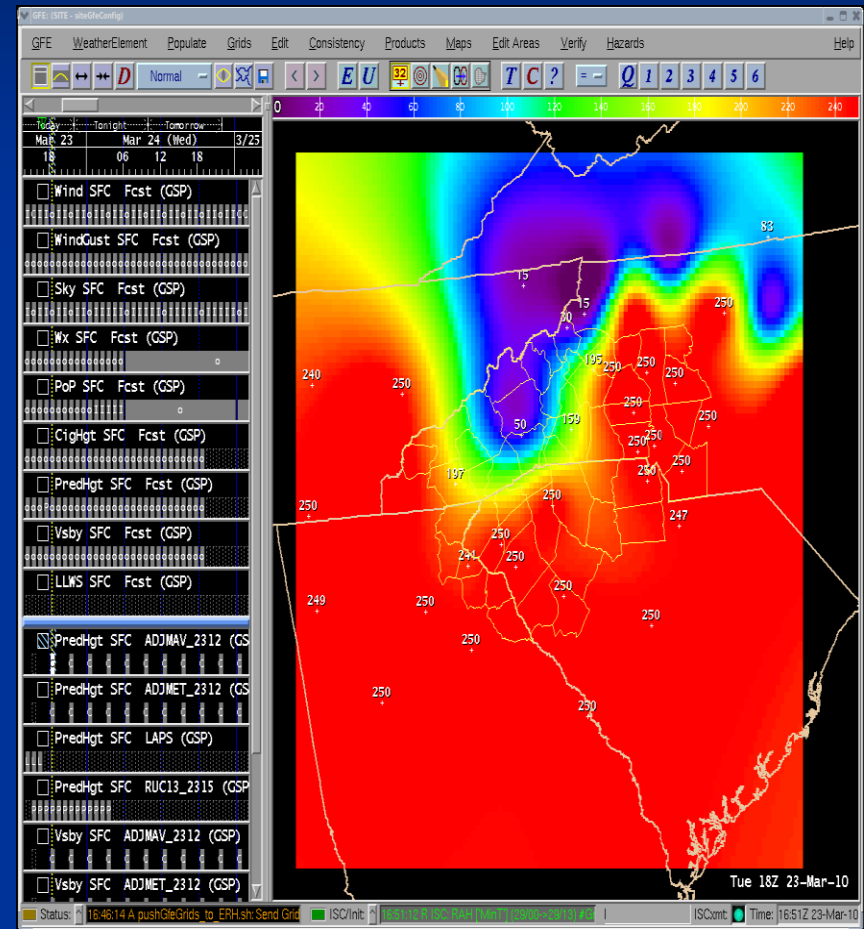 GFE: (SITE - siteGfeConfig)
GFE WeatherElement Populate Grids Edit Consistency Products Maps Edit Areas Verify Hazards Help
D Normal < > E U 32 T C ? = Q 1 2 3 4 5 6
0 20 40 60 80 100 120 140 160 180 200 220 240
Today Tonight Tomorrow
Mar 23 Mar 24 (Wed) 3/25
18 06 12 18
Wind SFC Fcst (GSP)
WindGust SFC Fcst (GSP)
Sky SFC Fcst (GSP)
Wx SFC Fcst (GSP)
PoP SFC Fcst (GSP)
CigHgt SFC Fcst (GSP)
PredHgt SFC Fcst (GSP)
Vsby SFC Fcst (GSP)
LLWS SFC Fcst (GSP)
PredHgt SFC ADJMAV_2312 (GS
PredHgt SFC ADJMET_2312 (GS
PredHgt SFC LAPS (GSP)
PredHgt SFC RUC13_2315 (GSP
Vsby SFC ADJMAV_2312 (GSP)
Vsby SFC ADJMET_2312 (GSP)
83
15
15
30
250
240
250
195
250
250
250
250
50
159
250
250
250
250
250
197
250
250
247
250
241
250
249
250
250
250
250
250
250
Tue 18Z 23-Mar-10
Status: 16:46:14 A pushGfeGrids_to_ERH.sh: Send Grid ISC/Init: 16:51:12 R ISC: RAH ['MinT'] [29/00->29/13] ISCxmt: Time: 16:51Z 23-Mar-10